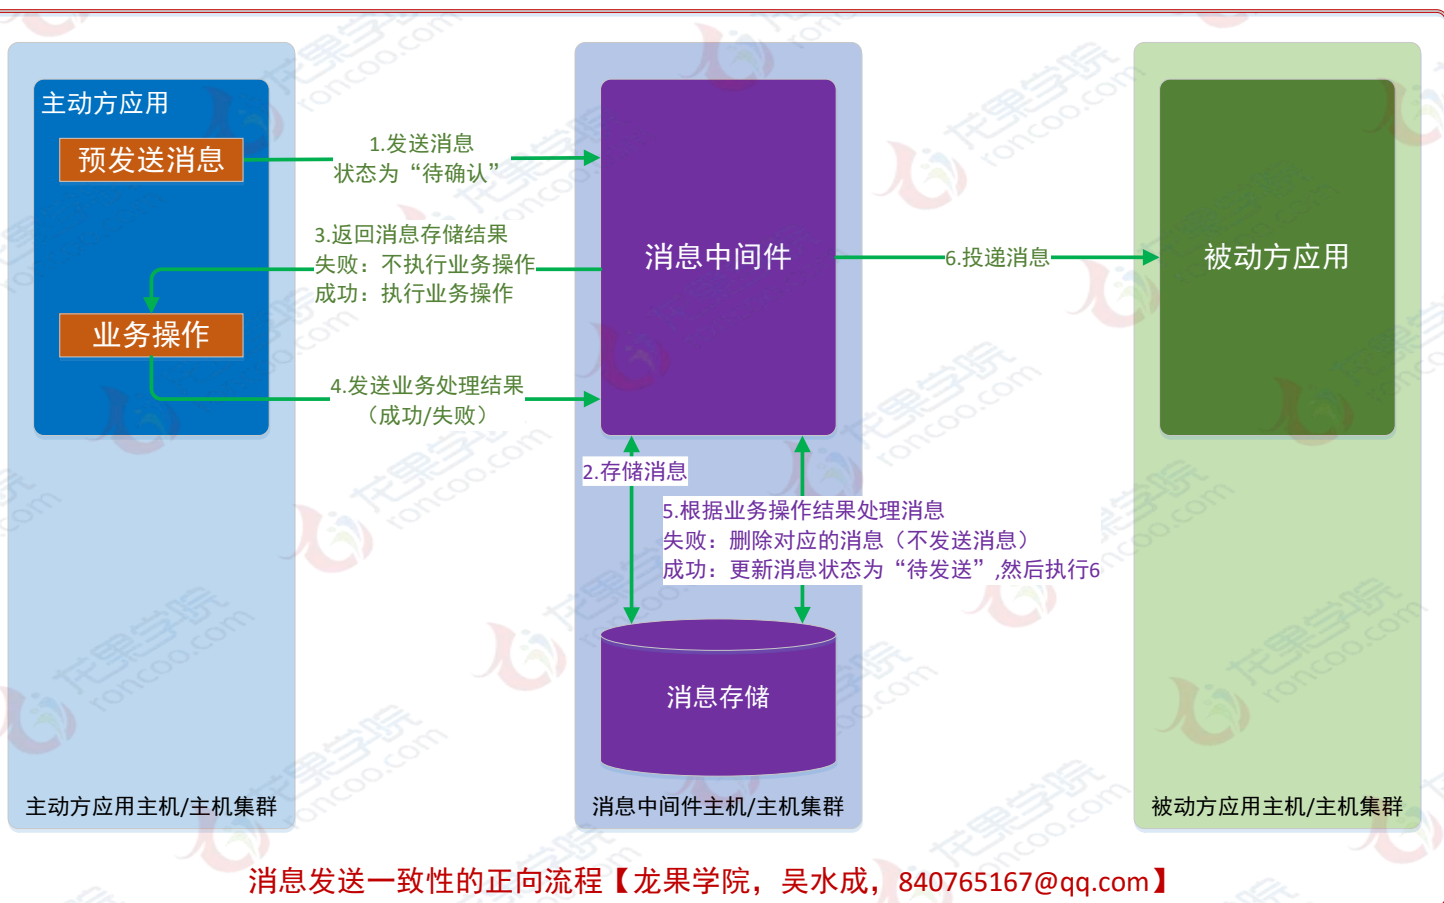 主动方应用
预发送消息
1.发送消息
状态为“待确认”
3.返回消息存储结果
失败：不执行业务操作
成功：执行业务操作
业务操作
4.发送业务处理结果
（成功/失败）
消息中间件
6.投递消息
被动方应用
2.存储消息
5.根据业务操作结果处理消息
失败：删除对应的消息（不发送消息）
成功：更新消息状态为“待发送”,然后执行6
消息存储
主动方应用主机/主机集群
消息中间件主机/主机集群
被动方应用主机/主机集群
消息发送一致性的正向流程【龙果学院，吴水成，840765167@qq.com】
龙果学院
roncoo.com